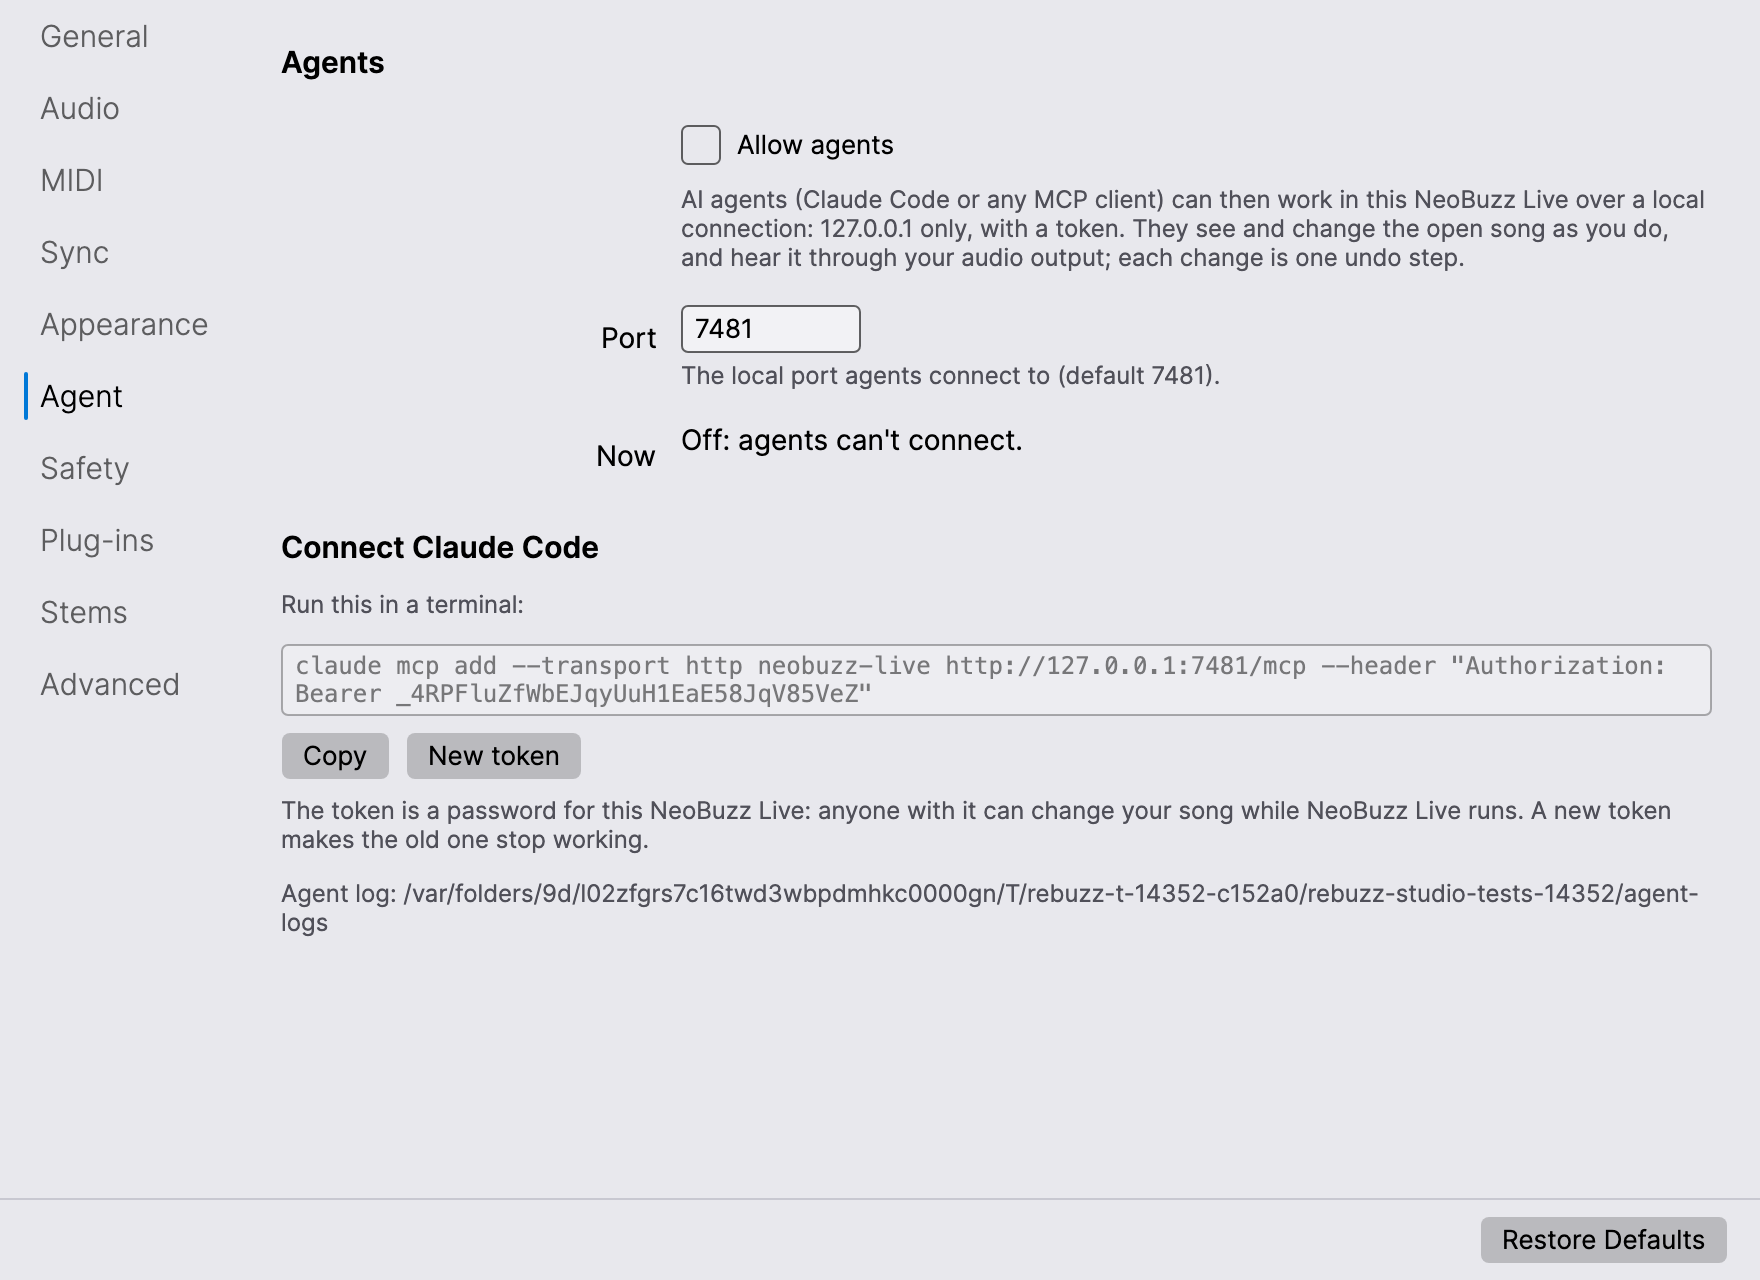 General
Audio
MIDI
Sync
Appearance
Agent
Safety
Plug-ins
Stems
Advanced
Agents
Allow agents
AI agents (Claude Code or any MCP client) can then work in this NeoBuzz Live over a local
connection: 127.0.0.1 only, with a token. They see and change the open song as you do,
and hear it through your audio output; each change is one undo step.
Port
7481
The local port agents connect to (default 7481).
Now
Off: agents can't connect.
Connect Claude Code
Run this in a terminal:
claude mcp add --transport http neobuzz-live http://127.0.0.1:7481/mcp --header "Authorization:
Bearer _4RPFluZfWbEJqyUuH1EaE58JqV85VeZ"
Copy
New token
The token is a password for this NeoBuzz Live: anyone with it can change your song while NeoBuzz Live runs. A new token
makes the old one stop working.
Agent log: /var/folders/9d/l02zfgrs7c16twd3wbpdmhkc0000gn/T/rebuzz-t-14352-c152a0/rebuzz-studio-tests-14352/agent-
logs
Restore Defaults